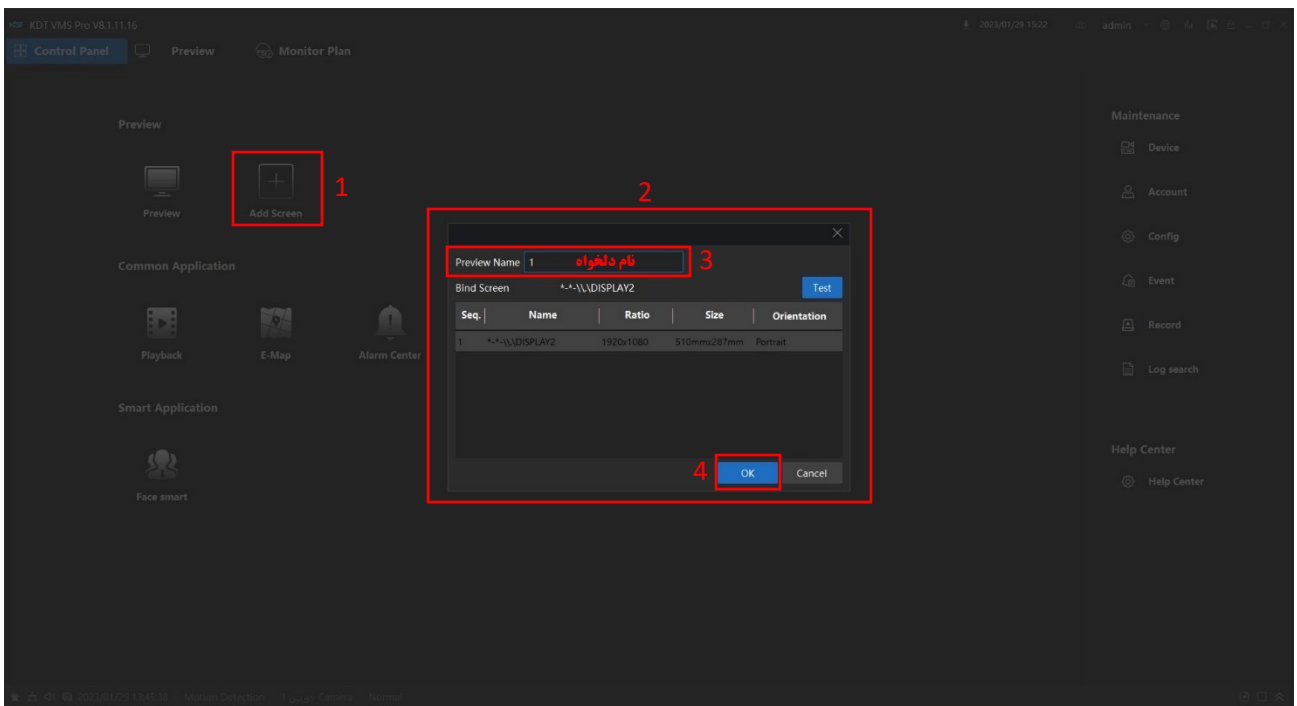 KDT VMS Pro V8.1.11.16
2023/01/29 15:22
admin
Control Panel
Preview
Monitor Plan
Preview
Preview
Add Screen
1
Common Application
Playback
E-Map
Alarm Center
Smart Application
Face smart
2
Preview Name 1 نام دلخواه
3
Bind Screen *-*-\\.\DISPLAY2
Test
Seq. Name Ratio Size Orientation
1 *-*-\\.\DISPLAY2 1920x1080 510mmx287mm Portrait
4
OK
Cancel
Maintenance
Device
Account
Config
Event
Record
Log search
Help Center
Help Center
Motion Detection
Camera
Normal